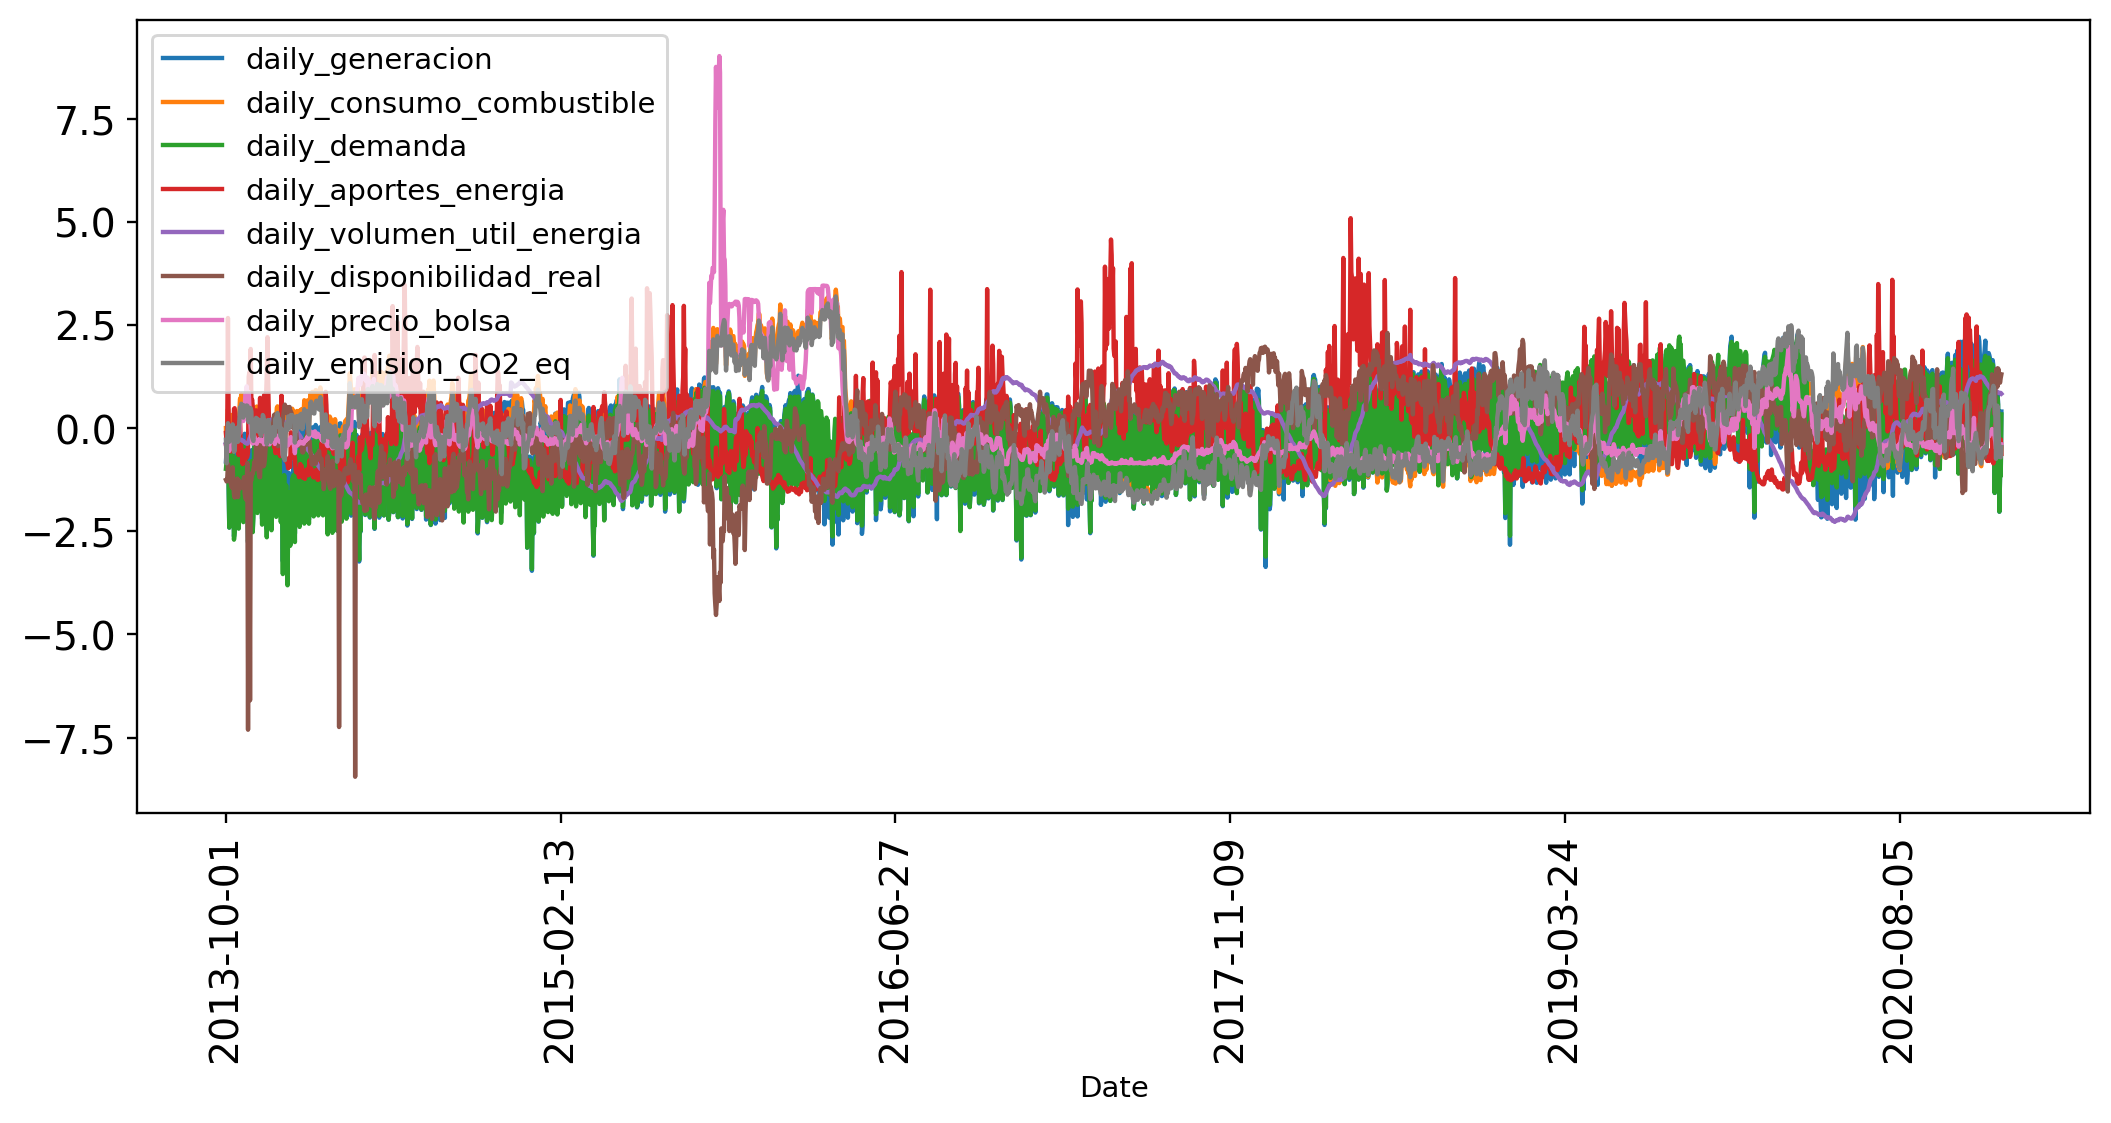 daily_generacion
daily_consumo_combustible
daily_demanda
daily_aportes_energia
daily_volumen_util_energia
daily_disponibilidad_real
daily_precio_bolsa
daily_emision_CO2_eq
7.5
5.0
2.5
0.0
−2.5
−5.0
−7.5
2013-10-01
2015-02-13
2016-06-27
2017-11-09
2019-03-24
2020-08-05
Date